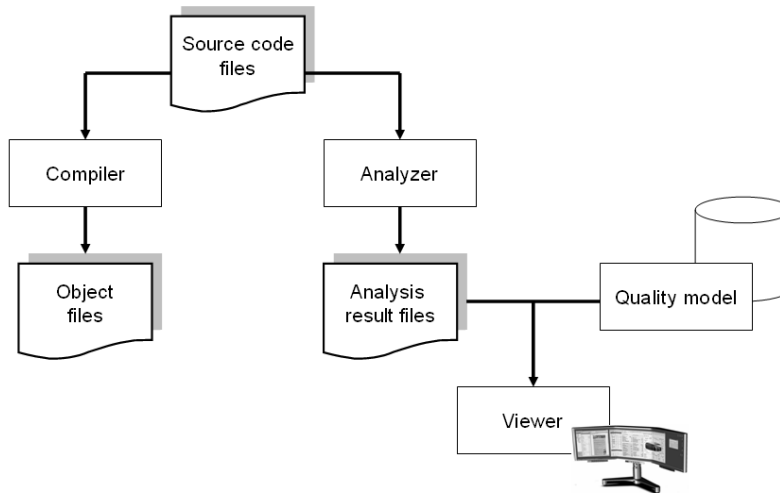 Source code
files
Compiler
Analyzer
Object
files
Analysis
result files
Quality model
Viewer